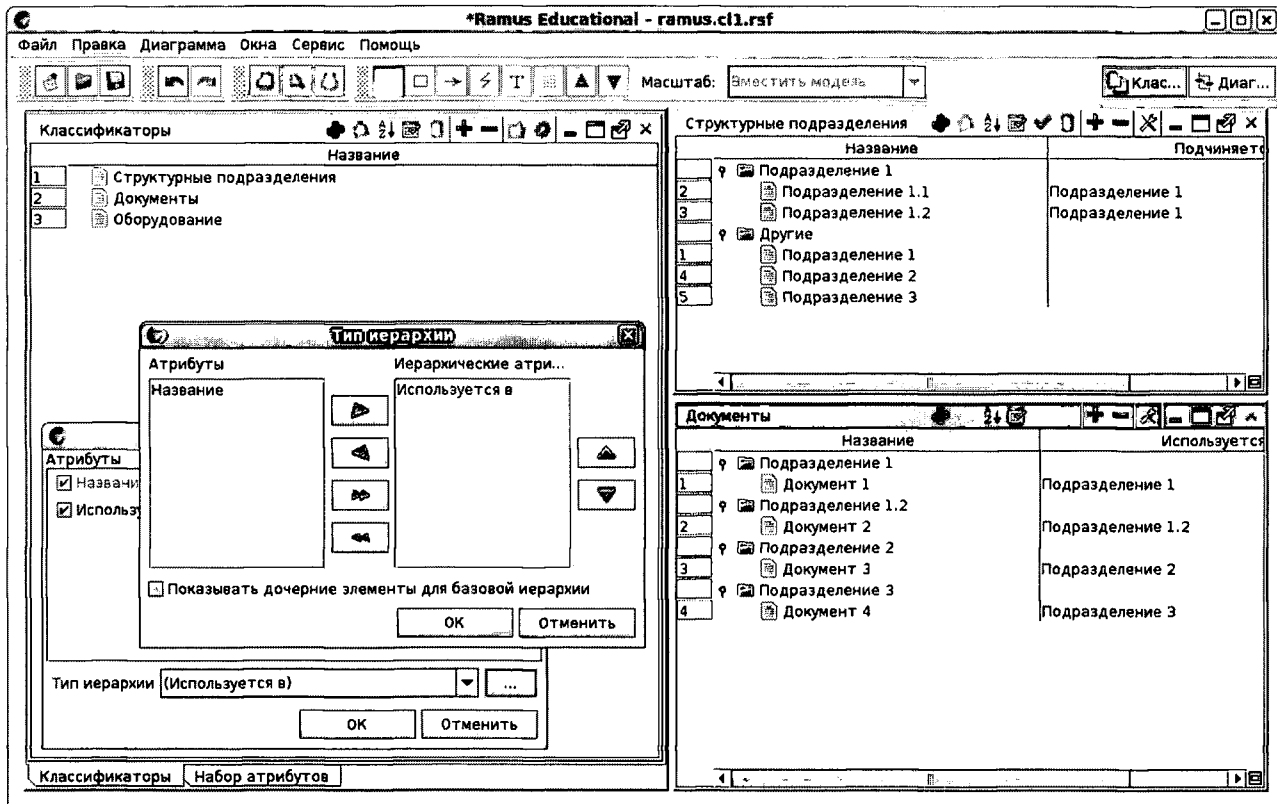 *Ramus Educational - ramus.cl1.rsf
Файл Правка Диаграмма Окна Сервис Помощь
Масштаб: Вместить модель
Клас... Диаг...
Классификаторы
Название
1 Структурные подразделения
2 Документы
3 Оборудование
Тип иерархии
Атрибуты Иерархические атри...
Название Используется в
Показывать дочерние элементы для базовой иерархии
ОК Отменить
Атрибуты
Названи
Использу
Тип иерархии (Используется в) ...
ОК Отменить
Классификаторы Набор атрибутов
Структурные подразделения
Название Подчиняетс
Подразделение 1
2 Подразделение 1.1 Подразделение 1
3 Подразделение 1.2 Подразделение 1
Другие
1 Подразделение 1
4 Подразделение 2
5 Подразделение 3
Документы
Название Используется
Подразделение 1
1 Документ 1 Подразделение 1
Подразделение 1.2
2 Документ 2 Подразделение 1.2
Подразделение 2
3 Документ 3 Подразделение 2
Подразделение 3
4 Документ 4 Подразделение 3